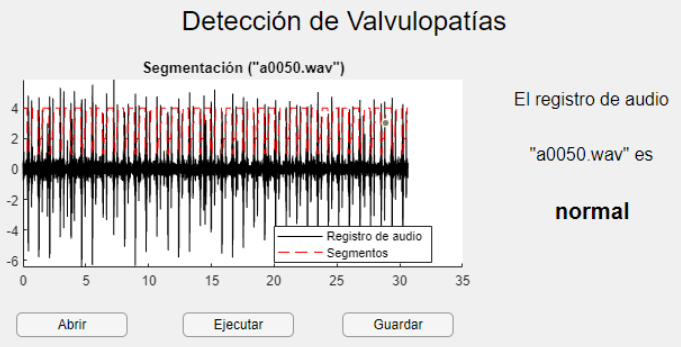 Detección de Valvulopatías
Segmentación ("a0050.wav")
4
2
0
-2
-4
-6
0 5 10 15 20 25 30 35
Registro de audio
Segmentos
El registro de audio
"a0050.wav" es
normal
Abrir Ejecutar Guardar